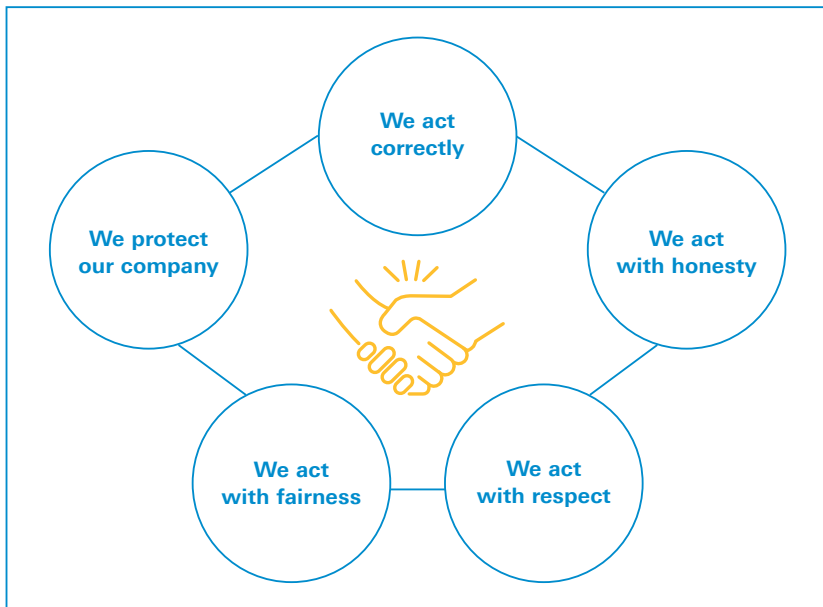 We act
correctly
We protect
our company
We act
with honesty
We act
with fairness
We act
with respect